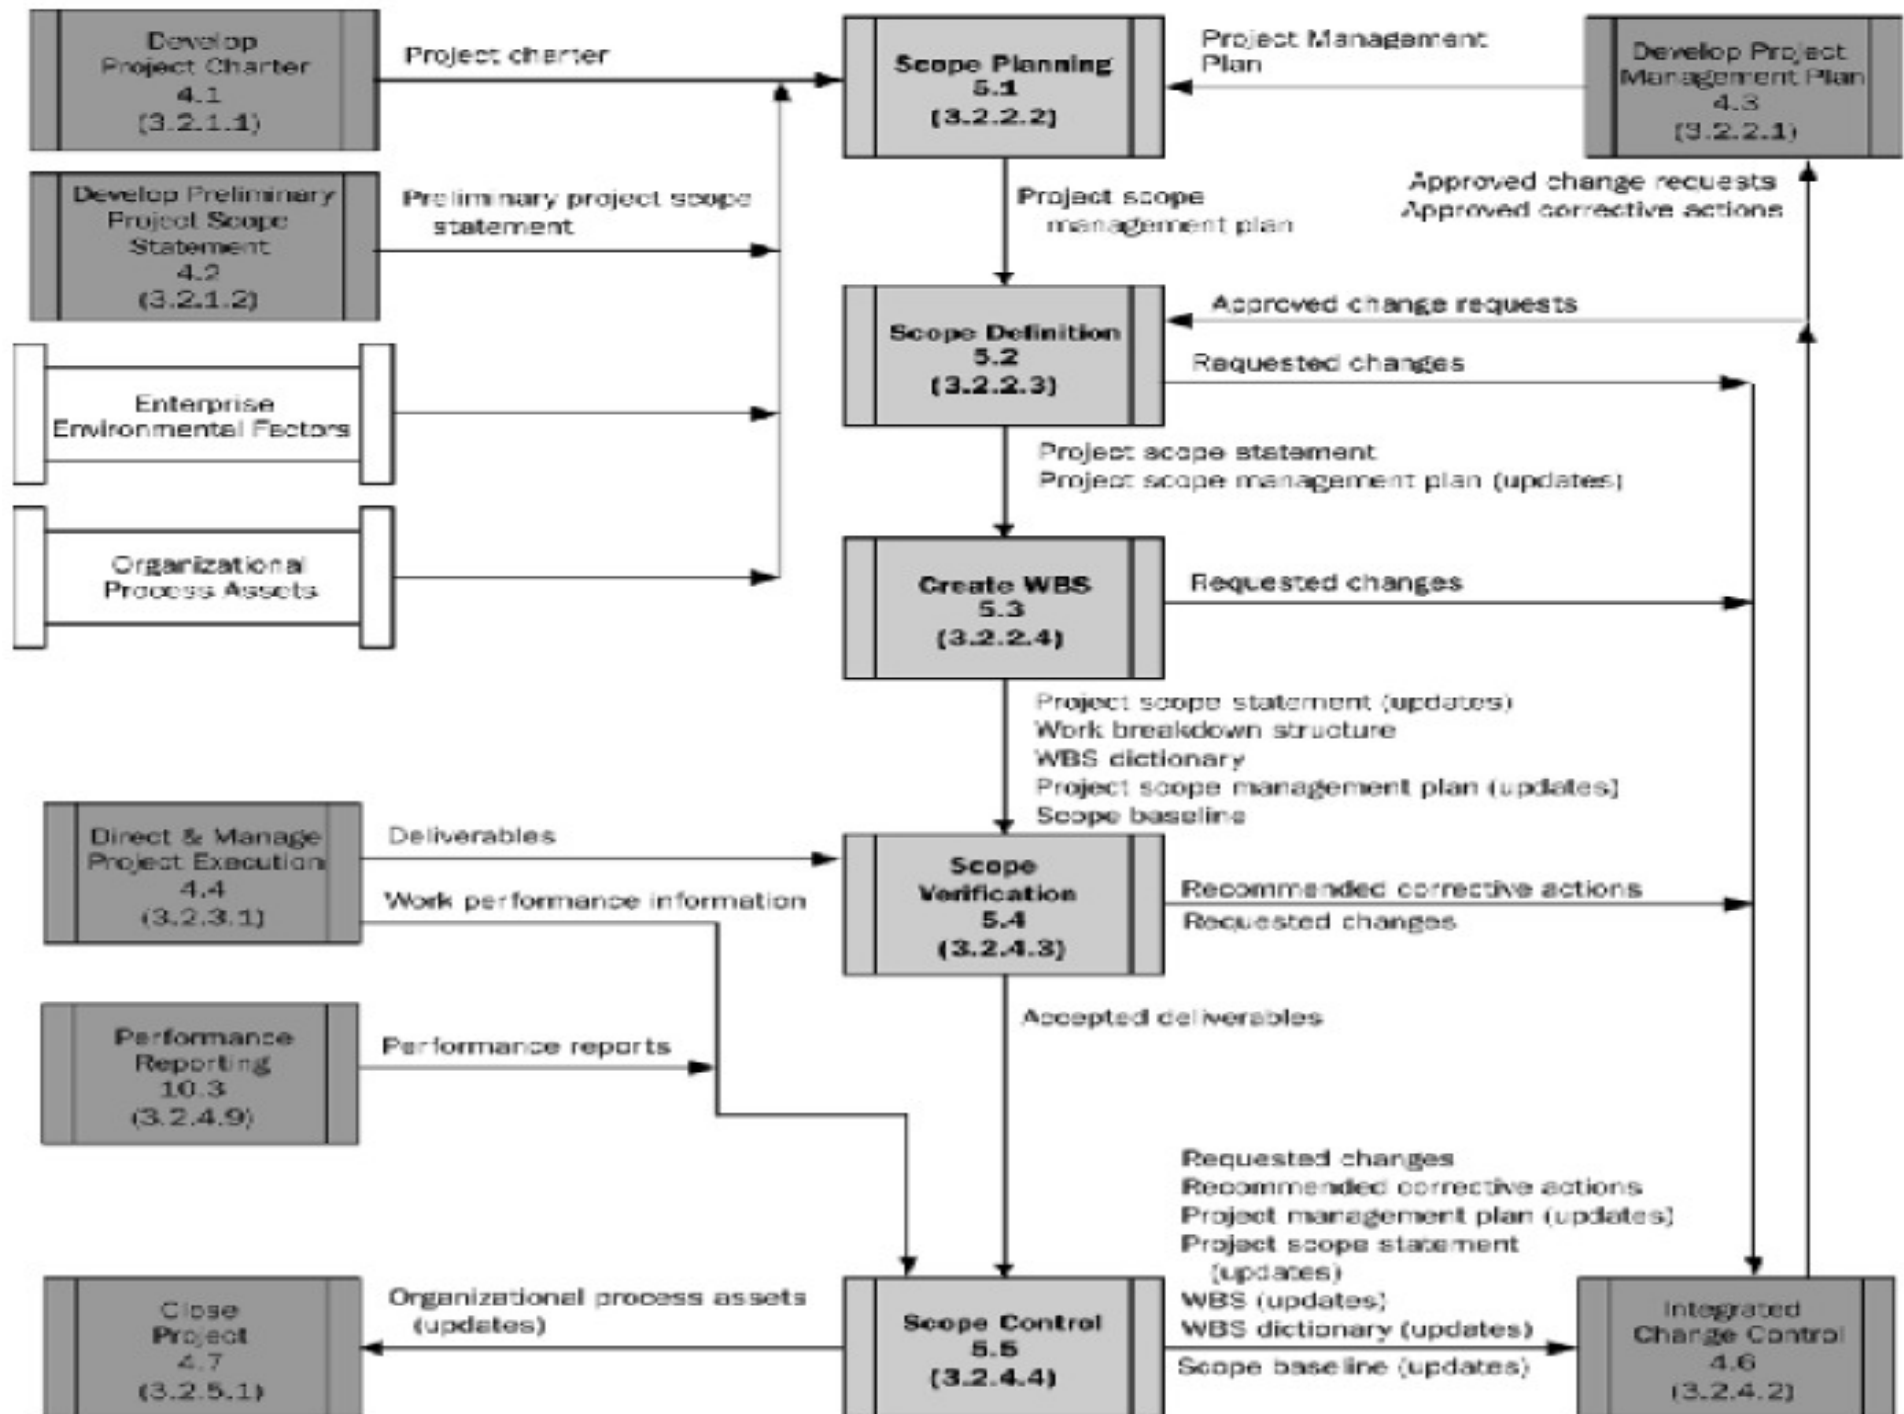 Develop
Project Charter
4.1
(3.2.1.1)
Project charter
Scope Planning
5.1
(3.2.2.2)
Project Management
Plan
Develop Project
Management Plan
4.3
(3.2.2.1)
Develop Preliminary
Project Scope
Statement
4.2
(3.2.1.2)
Preliminary project scope
statement
Project scope
management plan
Approved change requests
Approved corrective actions
Enterprise
Environmental Factors
Scope Definition
5.2
(3.2.2.3)
Approved change requests
Requested changes
Project scope statement
Project scope management plan (updates)
Organizational
Process Assets
Create WBS
5.3
(3.2.2.4)
Requested changes
Project scope statement (updates)
Work breakdown structure
WBS dictionary
Project scope management plan (updates)
Scope baseline
Direct & Manage
Project Execution
4.4
(3.2.3.1)
Deliverables
Work performance information
Scope
Verification
5.4
(3.2.4.3)
Recommended corrective actions
Requested changes
Accepted deliverables
Performance
Reporting
10.3
(3.2.4.9)
Performance reports
Requested changes
Recommended corrective actions
Project management plan (updates)
Project scope statement
(updates)
WBS (updates)
WBS dictionary (updates)
Scope baseline (updates)
Close
Project
4.7
(3.2.5.1)
Organizational process assets
(updates)
Scope Control
5.5
(3.2.4.4)
Integrated
Change Control
4.6
(3.2.4.2)